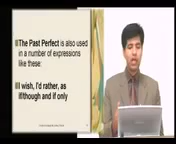 The Past Perfect is also used
in a number of expressions
like these:
I wish, I'd rather, as
if/though and if only